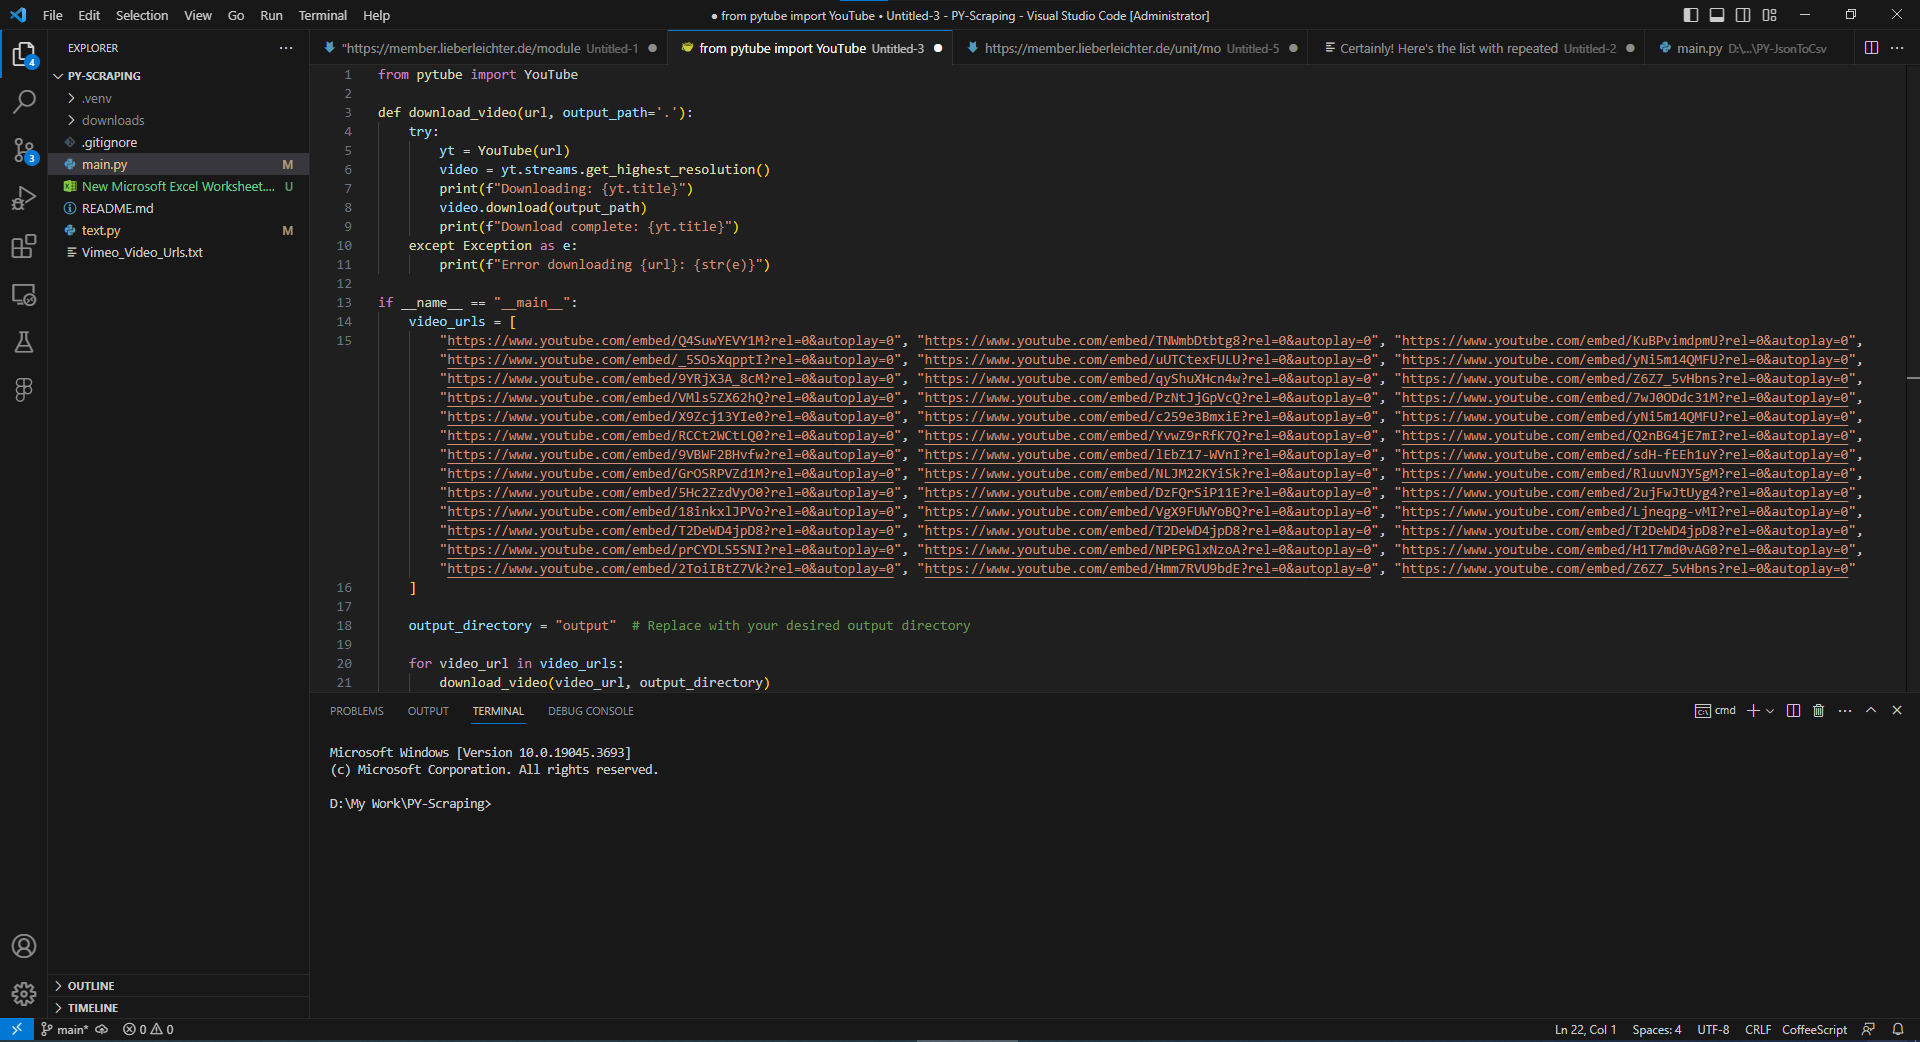 File Edit Selection View Go Run Terminal Help
● from pytube import YouTube • Untitled-3 - PY-Scraping - Visual Studio Code [Administrator]
EXPLORER
"https://member.lieberleichter.de/module Untitled-1
from pytube import YouTube Untitled-3
https://member.lieberleichter.de/unit/mo Untitled-5
Certainly! Here's the list with repeated Untitled-2
main.py D:\...\PY-JsonToCsv
4
3
PY-SCRAPING
.venv
downloads
.gitignore
main.py M
New Microsoft Excel Worksheet.... U
README.md
text.py M
Vimeo_Video_Urls.txt
OUTLINE
TIMELINE
1 from pytube import YouTube
2
3 def download_video(url, output_path='.'):
4 try:
5 yt = YouTube(url)
6 video = yt.streams.get_highest_resolution()
7 print(f"Downloading: {yt.title}")
8 video.download(output_path)
9 print(f"Download complete: {yt.title}")
10 except Exception as e:
11 print(f"Error downloading {url}: {str(e)}")
12
13 if __name__ == "__main__":
14 video_urls = [
15 "https://www.youtube.com/embed/Q4SuwYEVY1M?rel=0&autoplay=0", "https://www.youtube.com/embed/TNWmbDtbtg8?rel=0&autoplay=0", "https://www.youtube.com/embed/KuBPvimdpmU?rel=0&autoplay=0",
"https://www.youtube.com/embed/_5SOsXqpptI?rel=0&autoplay=0", "https://www.youtube.com/embed/uUTCtexFULU?rel=0&autoplay=0", "https://www.youtube.com/embed/yNi5m14QMFU?rel=0&autoplay=0",
"https://www.youtube.com/embed/9YRjX3A_8cM?rel=0&autoplay=0", "https://www.youtube.com/embed/qyShuXHcn4w?rel=0&autoplay=0", "https://www.youtube.com/embed/Z6Z7_5vHbns?rel=0&autoplay=0",
"https://www.youtube.com/embed/VMls5ZX62hQ?rel=0&autoplay=0", "https://www.youtube.com/embed/PzNtJjGpVcQ?rel=0&autoplay=0", "https://www.youtube.com/embed/7wJ0ODdc31M?rel=0&autoplay=0",
"https://www.youtube.com/embed/X9Zcj13YIe0?rel=0&autoplay=0", "https://www.youtube.com/embed/c259e3BmxiE?rel=0&autoplay=0", "https://www.youtube.com/embed/yNi5m14QMFU?rel=0&autoplay=0",
"https://www.youtube.com/embed/RCCt2WCtLQ0?rel=0&autoplay=0", "https://www.youtube.com/embed/YvwZ9rRfK7Q?rel=0&autoplay=0", "https://www.youtube.com/embed/Q2nBG4jE7mI?rel=0&autoplay=0",
"https://www.youtube.com/embed/9VBWF2BHvfw?rel=0&autoplay=0", "https://www.youtube.com/embed/lEbZ17-WVnI?rel=0&autoplay=0", "https://www.youtube.com/embed/sdH-fEEh1uY?rel=0&autoplay=0",
"https://www.youtube.com/embed/GrOSRPVZd1M?rel=0&autoplay=0", "https://www.youtube.com/embed/NLJM22KYiSk?rel=0&autoplay=0", "https://www.youtube.com/embed/RluuvNJY5gM?rel=0&autoplay=0",
"https://www.youtube.com/embed/5Hc2ZzdVyO0?rel=0&autoplay=0", "https://www.youtube.com/embed/DzFQrSiP11E?rel=0&autoplay=0", "https://www.youtube.com/embed/2ujFwJtUyg4?rel=0&autoplay=0",
"https://www.youtube.com/embed/18inkxlJPVo?rel=0&autoplay=0", "https://www.youtube.com/embed/VgX9FUWYoBQ?rel=0&autoplay=0", "https://www.youtube.com/embed/Ljneqpg-vMI?rel=0&autoplay=0",
"https://www.youtube.com/embed/T2DeWD4jpD8?rel=0&autoplay=0", "https://www.youtube.com/embed/T2DeWD4jpD8?rel=0&autoplay=0", "https://www.youtube.com/embed/T2DeWD4jpD8?rel=0&autoplay=0",
"https://www.youtube.com/embed/prCYDLS5SNI?rel=0&autoplay=0", "https://www.youtube.com/embed/NPEPGlxNzoA?rel=0&autoplay=0", "https://www.youtube.com/embed/H1T7md0vAG0?rel=0&autoplay=0",
"https://www.youtube.com/embed/2ToiIBtZ7Vk?rel=0&autoplay=0", "https://www.youtube.com/embed/Hmm7RVU9bdE?rel=0&autoplay=0", "https://www.youtube.com/embed/Z6Z7_5vHbns?rel=0&autoplay=0"
16 ]
17
18 output_directory = "output" # Replace with your desired output directory
19
20 for video_url in video_urls:
21 download_video(video_url, output_directory)
PROBLEMS OUTPUT TERMINAL DEBUG CONSOLE
cmd
Microsoft Windows [Version 10.0.19045.3693]
(c) Microsoft Corporation. All rights reserved.
D:\My Work\PY-Scraping>
main* 0 0
Ln 22, Col 1 Spaces: 4 UTF-8 CRLF CoffeeScript